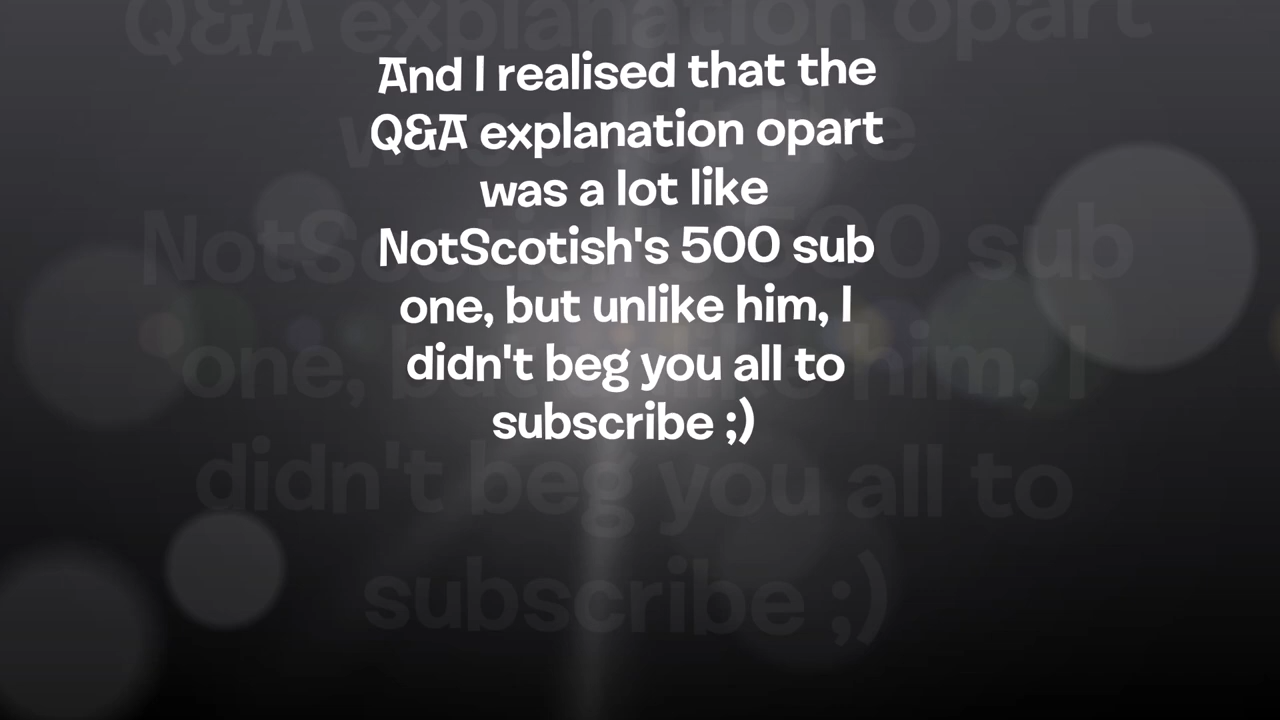 And I realised that the
Q&A explanation opart
was a lot like
NotScotish's 500 sub
one, but unlike him, I
didn't beg you all to
subscribe ;)